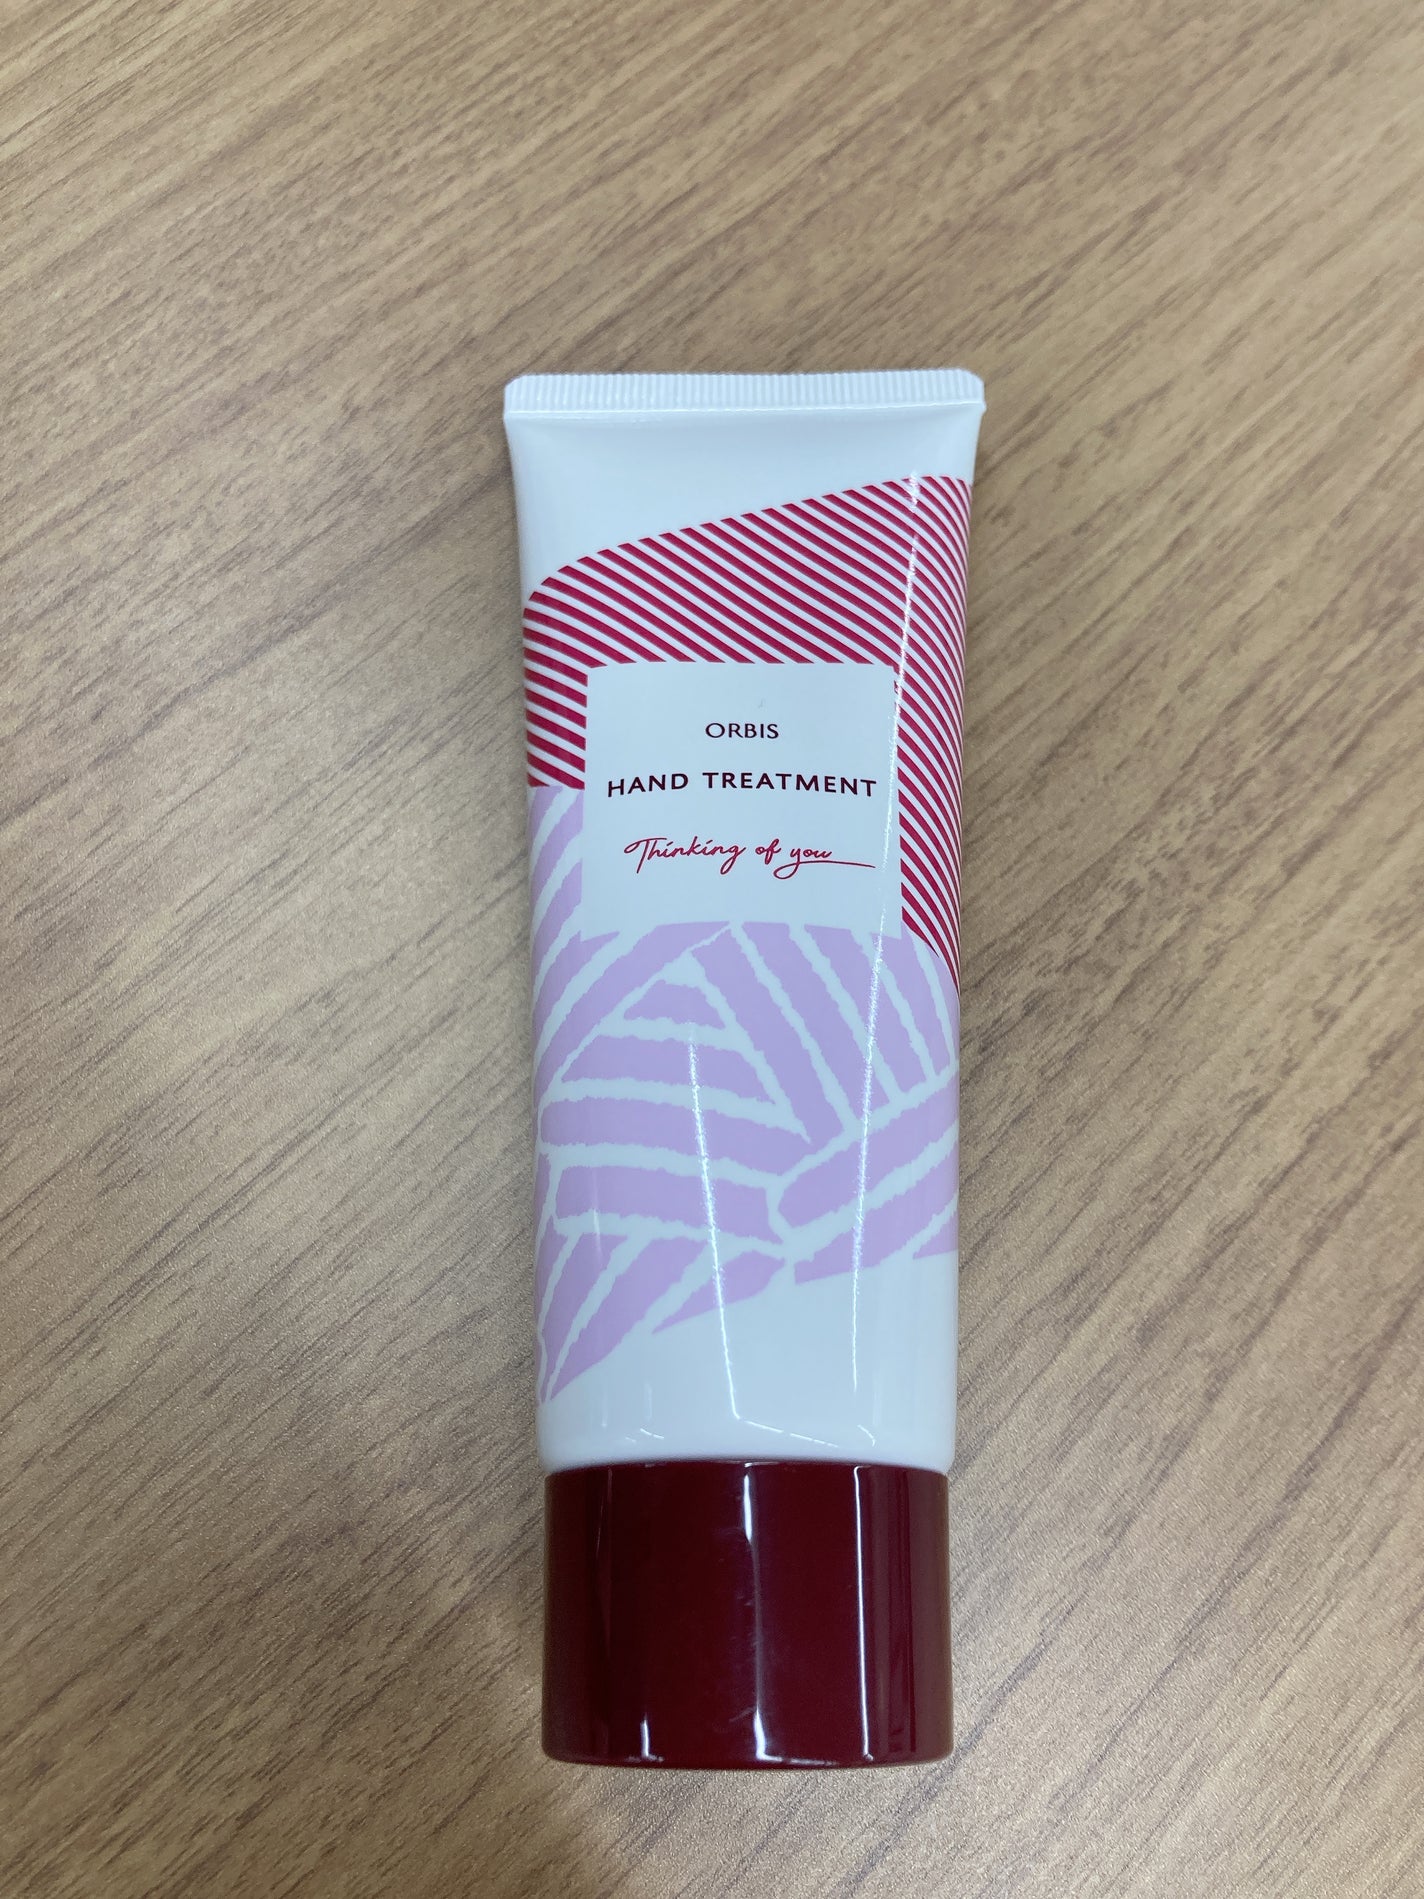 ORBIS
HAND TREATMENT
Thinking of you